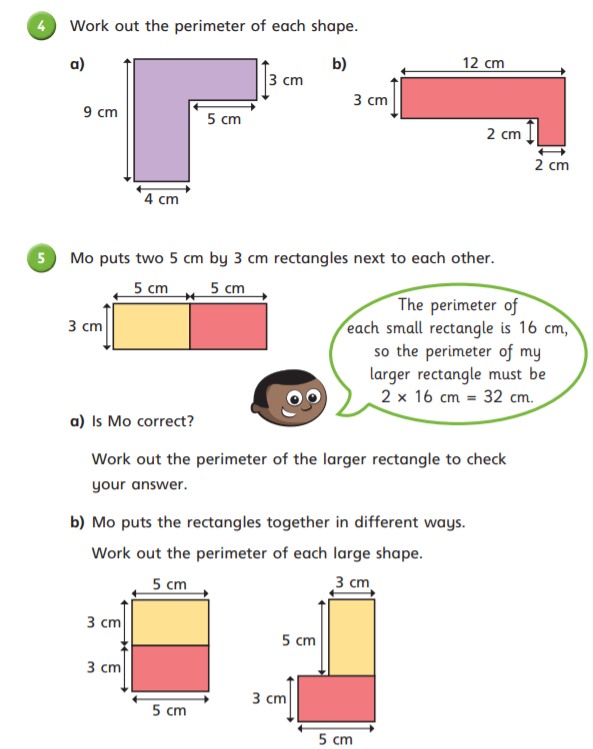 4 Work out the perimeter of each shape.
a)
9 cm
3 cm
5 cm
4 cm
b)
12 cm
3 cm
2 cm
2 cm
5 Mo puts two 5 cm by 3 cm rectangles next to each other.
5 cm 5 cm
3 cm
The perimeter of
each small rectangle is 16 cm,
so the perimeter of my
larger rectangle must be
2 × 16 cm = 32 cm.
a) Is Mo correct?
Work out the perimeter of the larger rectangle to check
your answer.
b) Mo puts the rectangles together in different ways.
Work out the perimeter of each large shape.
5 cm
3 cm
3 cm
5 cm
3 cm
5 cm
3 cm
5 cm